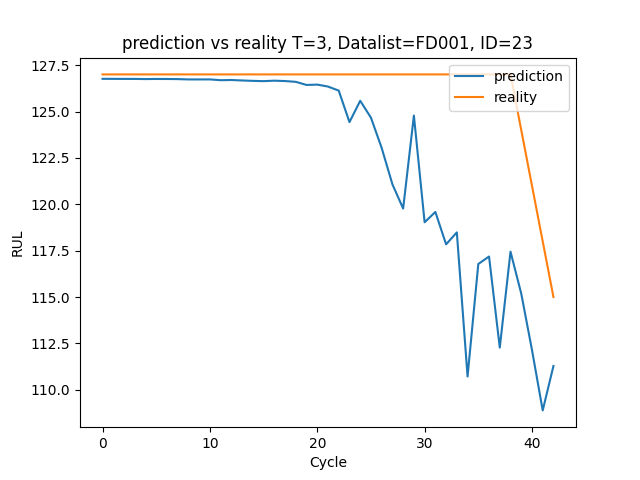 prediction vs reality T=3, Datalist=FD001, ID=23
prediction
reality
127.5
125.0
122.5
120.0
117.5
115.0
112.5
110.0
RUL
0
10
20
30
40
Cycle